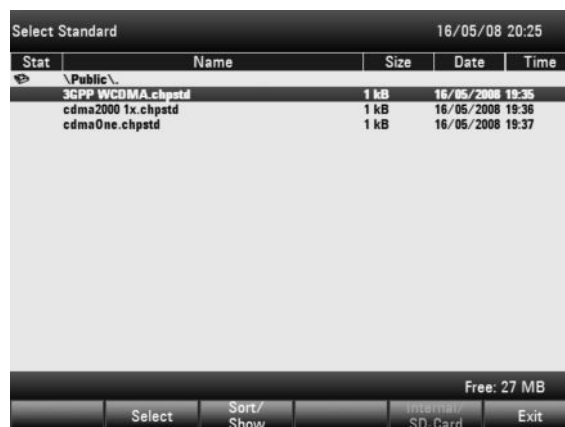 Select Standard 16/05/08 20:25
Stat Name Size Date Time
\Public\.
3GPP WCDMA.chpstd 1 kB 16/05/2008 19:35
cdma2000 1x.chpstd 1 kB 16/05/2008 19:36
cdmaOne.chpstd 1 kB 16/05/2008 19:37
Free: 27 MB
Select Sort/ Internal/ Exit
Show SD-Card